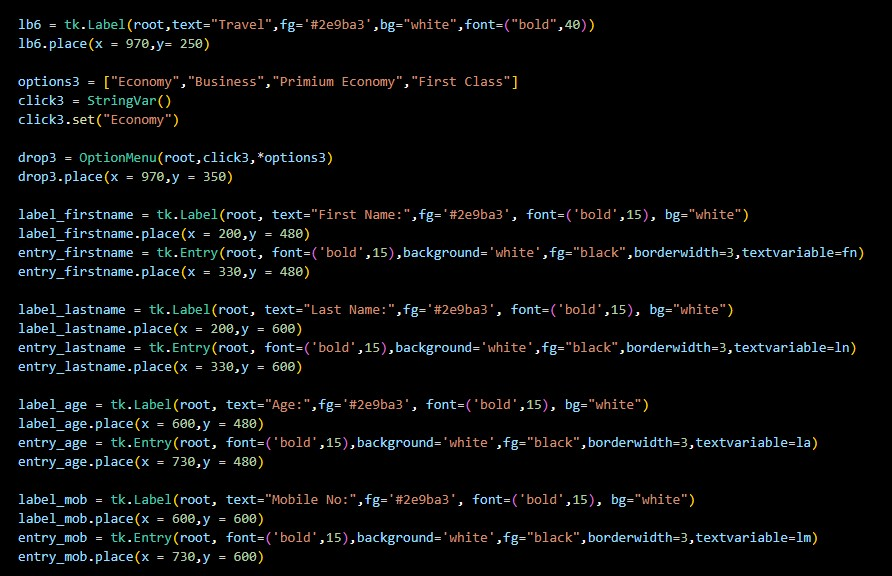 lb6 = tk.Label(root,text="Travel",fg='#2e9ba3',bg="white",font=("bold",40))
lb6.place(x = 970,y= 250)
options3 = ["Economy","Business","Primium Economy","First Class"]
click3 = StringVar()
click3.set("Economy")
drop3 = OptionMenu(root,click3,*options3)
drop3.place(x = 970,y = 350)
label_firstname = tk.Label(root, text="First Name:",fg='#2e9ba3', font=('bold',15), bg="white")
label_firstname.place(x = 200,y = 480)
entry_firstname = tk.Entry(root, font=('bold',15),background='white',fg="black",borderwidth=3,textvariable=fn)
entry_firstname.place(x = 330,y = 480)
label_lastname = tk.Label(root, text="Last Name:",fg='#2e9ba3', font=('bold',15), bg="white")
label_lastname.place(x = 200,y = 600)
entry_lastname = tk.Entry(root, font=('bold',15),background='white',fg="black",borderwidth=3,textvariable=ln)
entry_lastname.place(x = 330,y = 600)
label_age = tk.Label(root, text="Age:",fg='#2e9ba3', font=('bold',15), bg="white")
label_age.place(x = 600,y = 480)
entry_age = tk.Entry(root, font=('bold',15),background='white',fg="black",borderwidth=3,textvariable=la)
entry_age.place(x = 730,y = 480)
label_mob = tk.Label(root, text="Mobile No:",fg='#2e9ba3', font=('bold',15), bg="white")
label_mob.place(x = 600,y = 600)
entry_mob = tk.Entry(root, font=('bold',15),background='white',fg="black",borderwidth=3,textvariable=lm)
entry_mob.place(x = 730,y = 600)